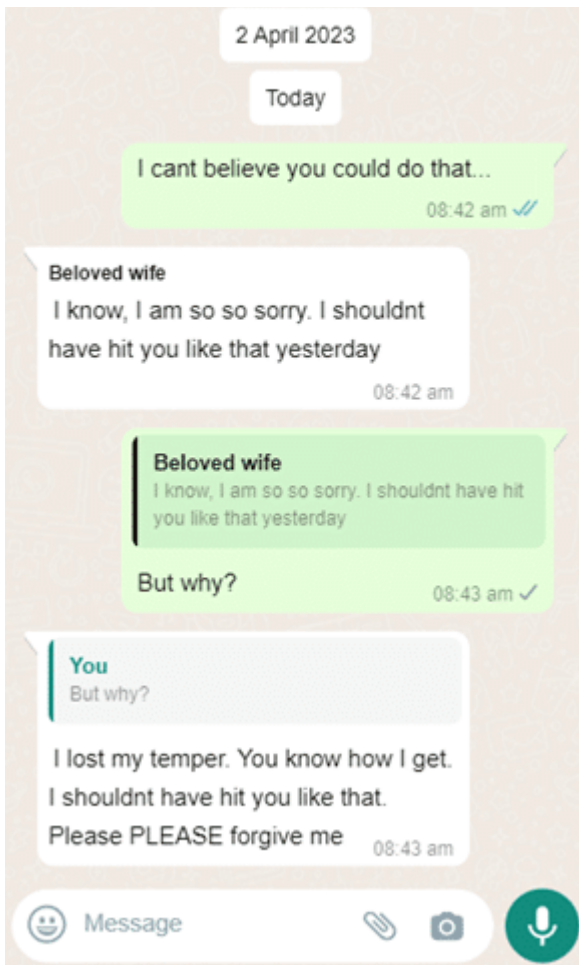 2 April 2023
Today
I cant believe you could do that...
08:42 am
Beloved wife
I know, I am so so sorry. I shouldnt
have hit you like that yesterday
08:42 am
Beloved wife
I know, I am so so sorry. I shouldnt have hit
you like that yesterday
But why?
08:43 am
You
But why?
I lost my temper. You know how I get.
I shouldnt have hit you like that.
Please PLEASE forgive me
08:43 am
Message